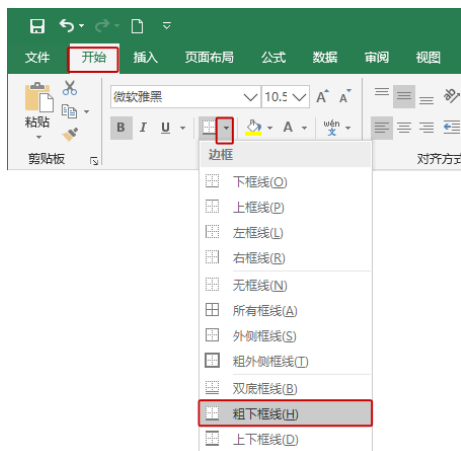 文件 开始 插入 页面布局 公式 数据 审阅 视图
微软雅黑 10.5 A A
粘贴 B I U A wén 文
剪贴板 对齐方式
边框
下框线(O)
上框线(P)
左框线(L)
右框线(R)
无框线(N)
所有框线(A)
外侧框线(S)
粗外侧框线(T)
双底框线(B)
粗下框线(H)
上下框线(D)